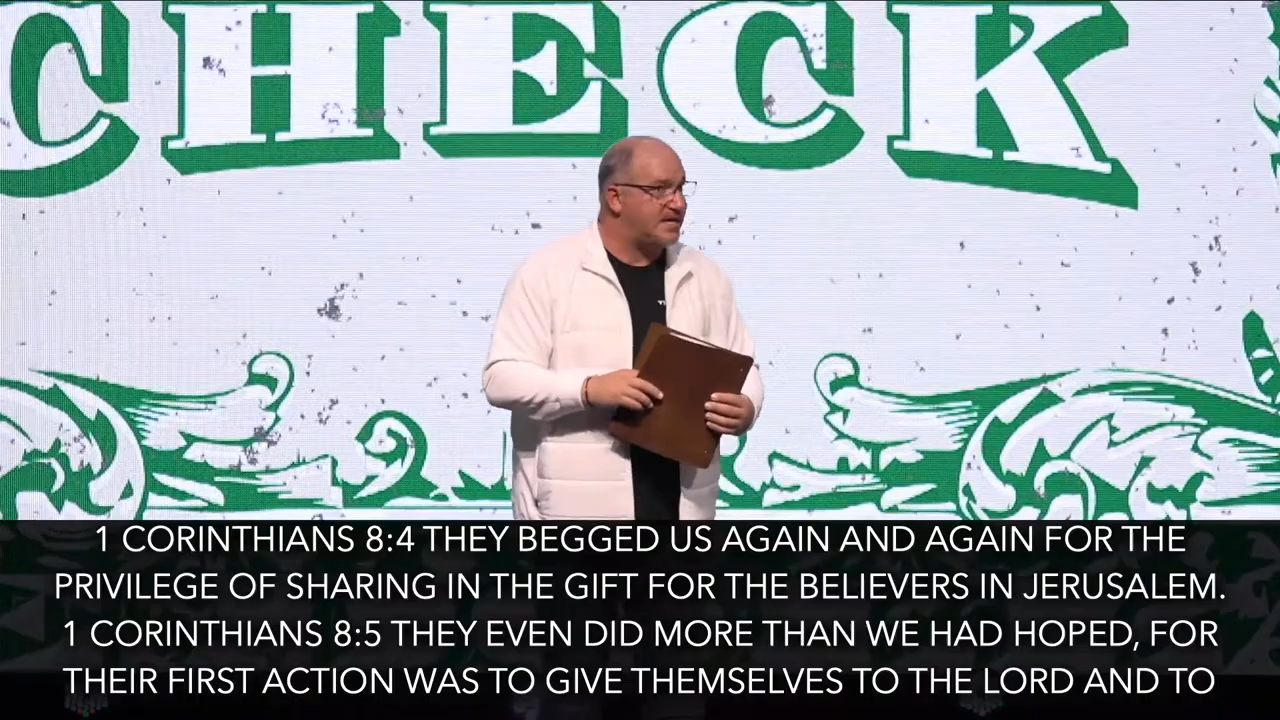 CHECK
1 CORINTHIANS 8:4 THEY BEGGED US AGAIN AND AGAIN FOR THE
PRIVILEGE OF SHARING IN THE GIFT FOR THE BELIEVERS IN JERUSALEM.
1 CORINTHIANS 8:5 THEY EVEN DID MORE THAN WE HAD HOPED, FOR
THEIR FIRST ACTION WAS TO GIVE THEMSELVES TO THE LORD AND TO